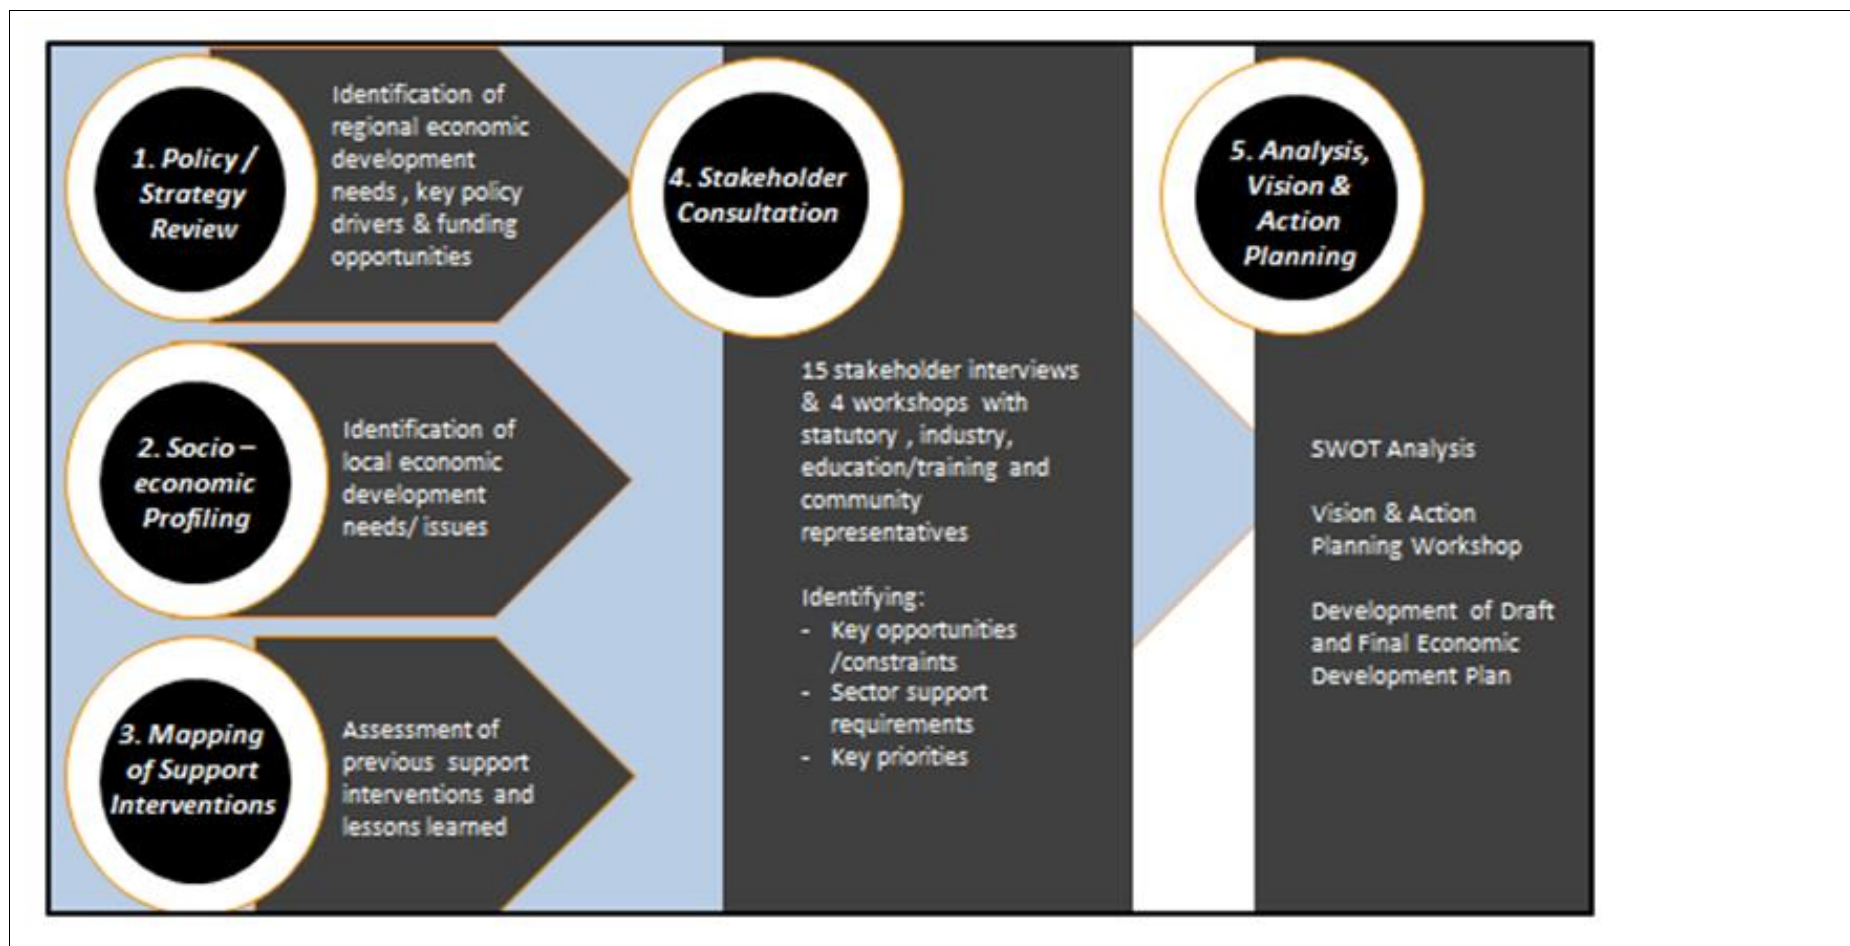 1. Policy /
Strategy
Review
Identification of
regional economic
development
needs , key policy
drivers & funding
opportunities
2. Socio –
economic
Profiling
Identification of
local economic
development
needs/ issues
3. Mapping
of Support
Interventions
Assessment of
previous support
interventions and
lessons learned
4. Stakeholder
Consultation
15 stakeholder interviews
& 4 workshops with
statutory , industry,
education/training and
community
representatives
Identifying:
- Key opportunities
/constraints
- Sector support
requirements
- Key priorities
5. Analysis,
Vision &
Action
Planning
SWOT Analysis
Vision & Action
Planning Workshop
Development of Draft
and Final Economic
Development Plan